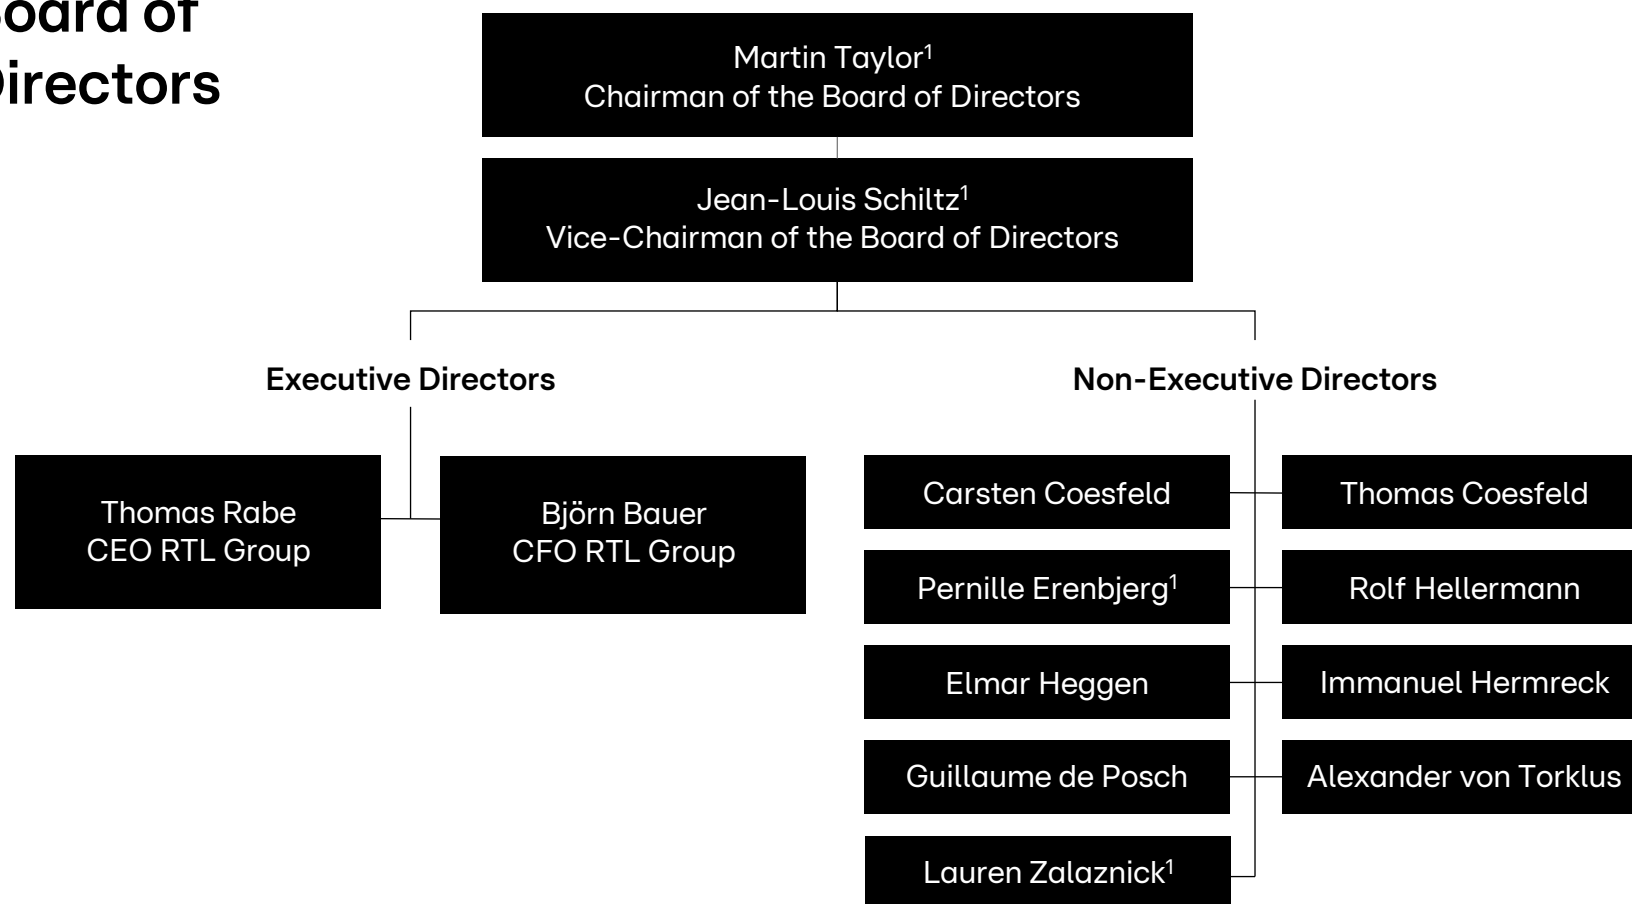 Board of
Directors
Martin Taylor¹
Chairman of the Board of Directors
Jean-Louis Schiltz¹
Vice-Chairman of the Board of Directors
Executive Directors
Non-Executive Directors
Thomas Rabe
CEO RTL Group
Björn Bauer
CFO RTL Group
Carsten Coesfeld
Thomas Coesfeld
Pernille Erenbjerg¹
Rolf Hellermann
Elmar Heggen
Immanuel Hermreck
Guillaume de Posch
Alexander von Torklus
Lauren Zalaznick¹